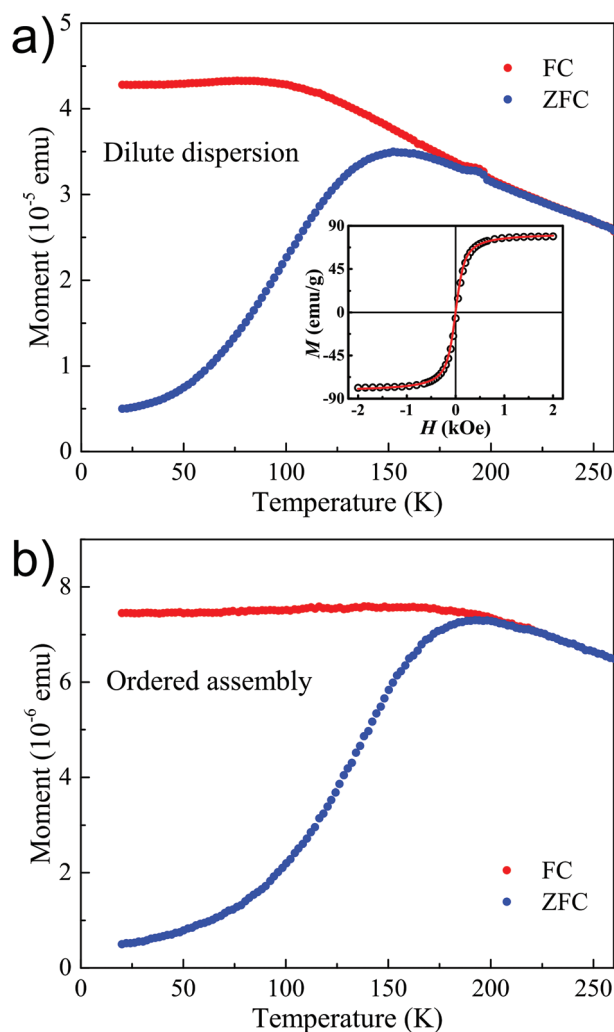 a)
5
4
3
2
1
0
Moment (10⁻⁵ emu)
FC
ZFC
Dilute dispersion
90
45
0
-45
-90
M (emu/g)
-2 -1 0 1 2
H (kOe)
0 50 100 150 200 250
Temperature (K)
b)
8
6
4
2
0
Moment (10⁻⁶ emu)
Ordered assembly
FC
ZFC
0 50 100 150 200 250
Temperature (K)